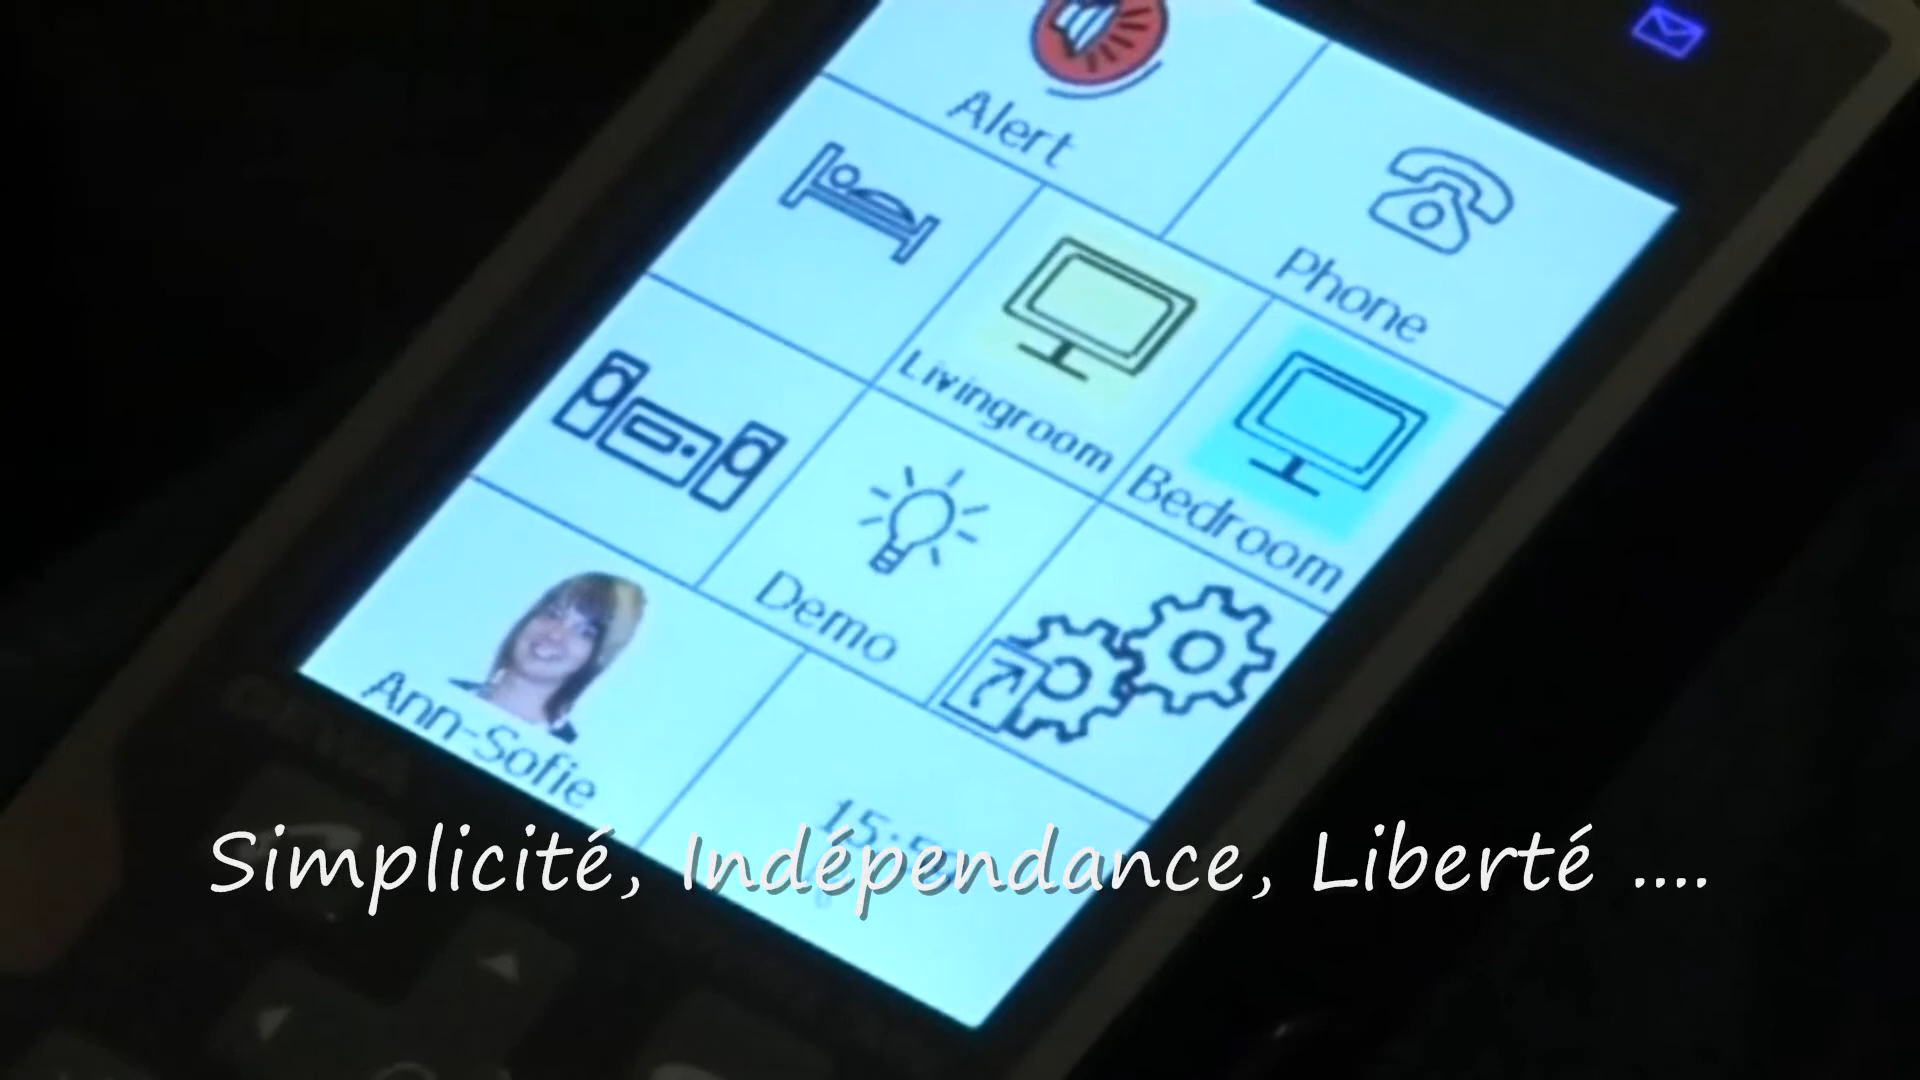 Alert
Phone
Livingroom
Bedroom
Demo
Ann-Sofie
Simplicité, Indépendance, Liberté ....